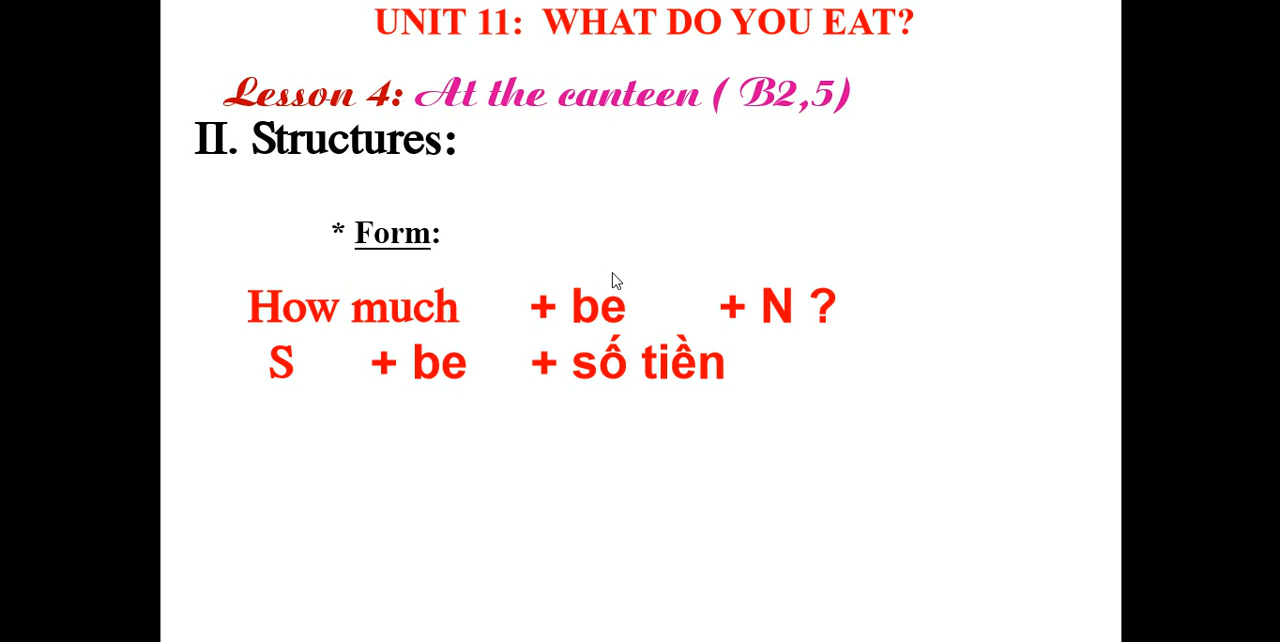 UNIT 11: WHAT DO YOU EAT?
Lesson 4: At the canteen ( B2,5)
II. Structures:
* Form:
How much + be + N ?
S + be + số tiền